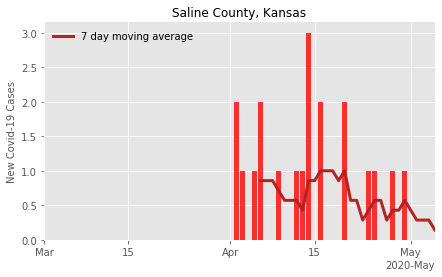 Saline County, Kansas
7 day moving average
New Covid-19 Cases
3.0
2.5
2.0
1.5
1.0
0.5
0.0
Mar 15 Apr 15 May
2020-May